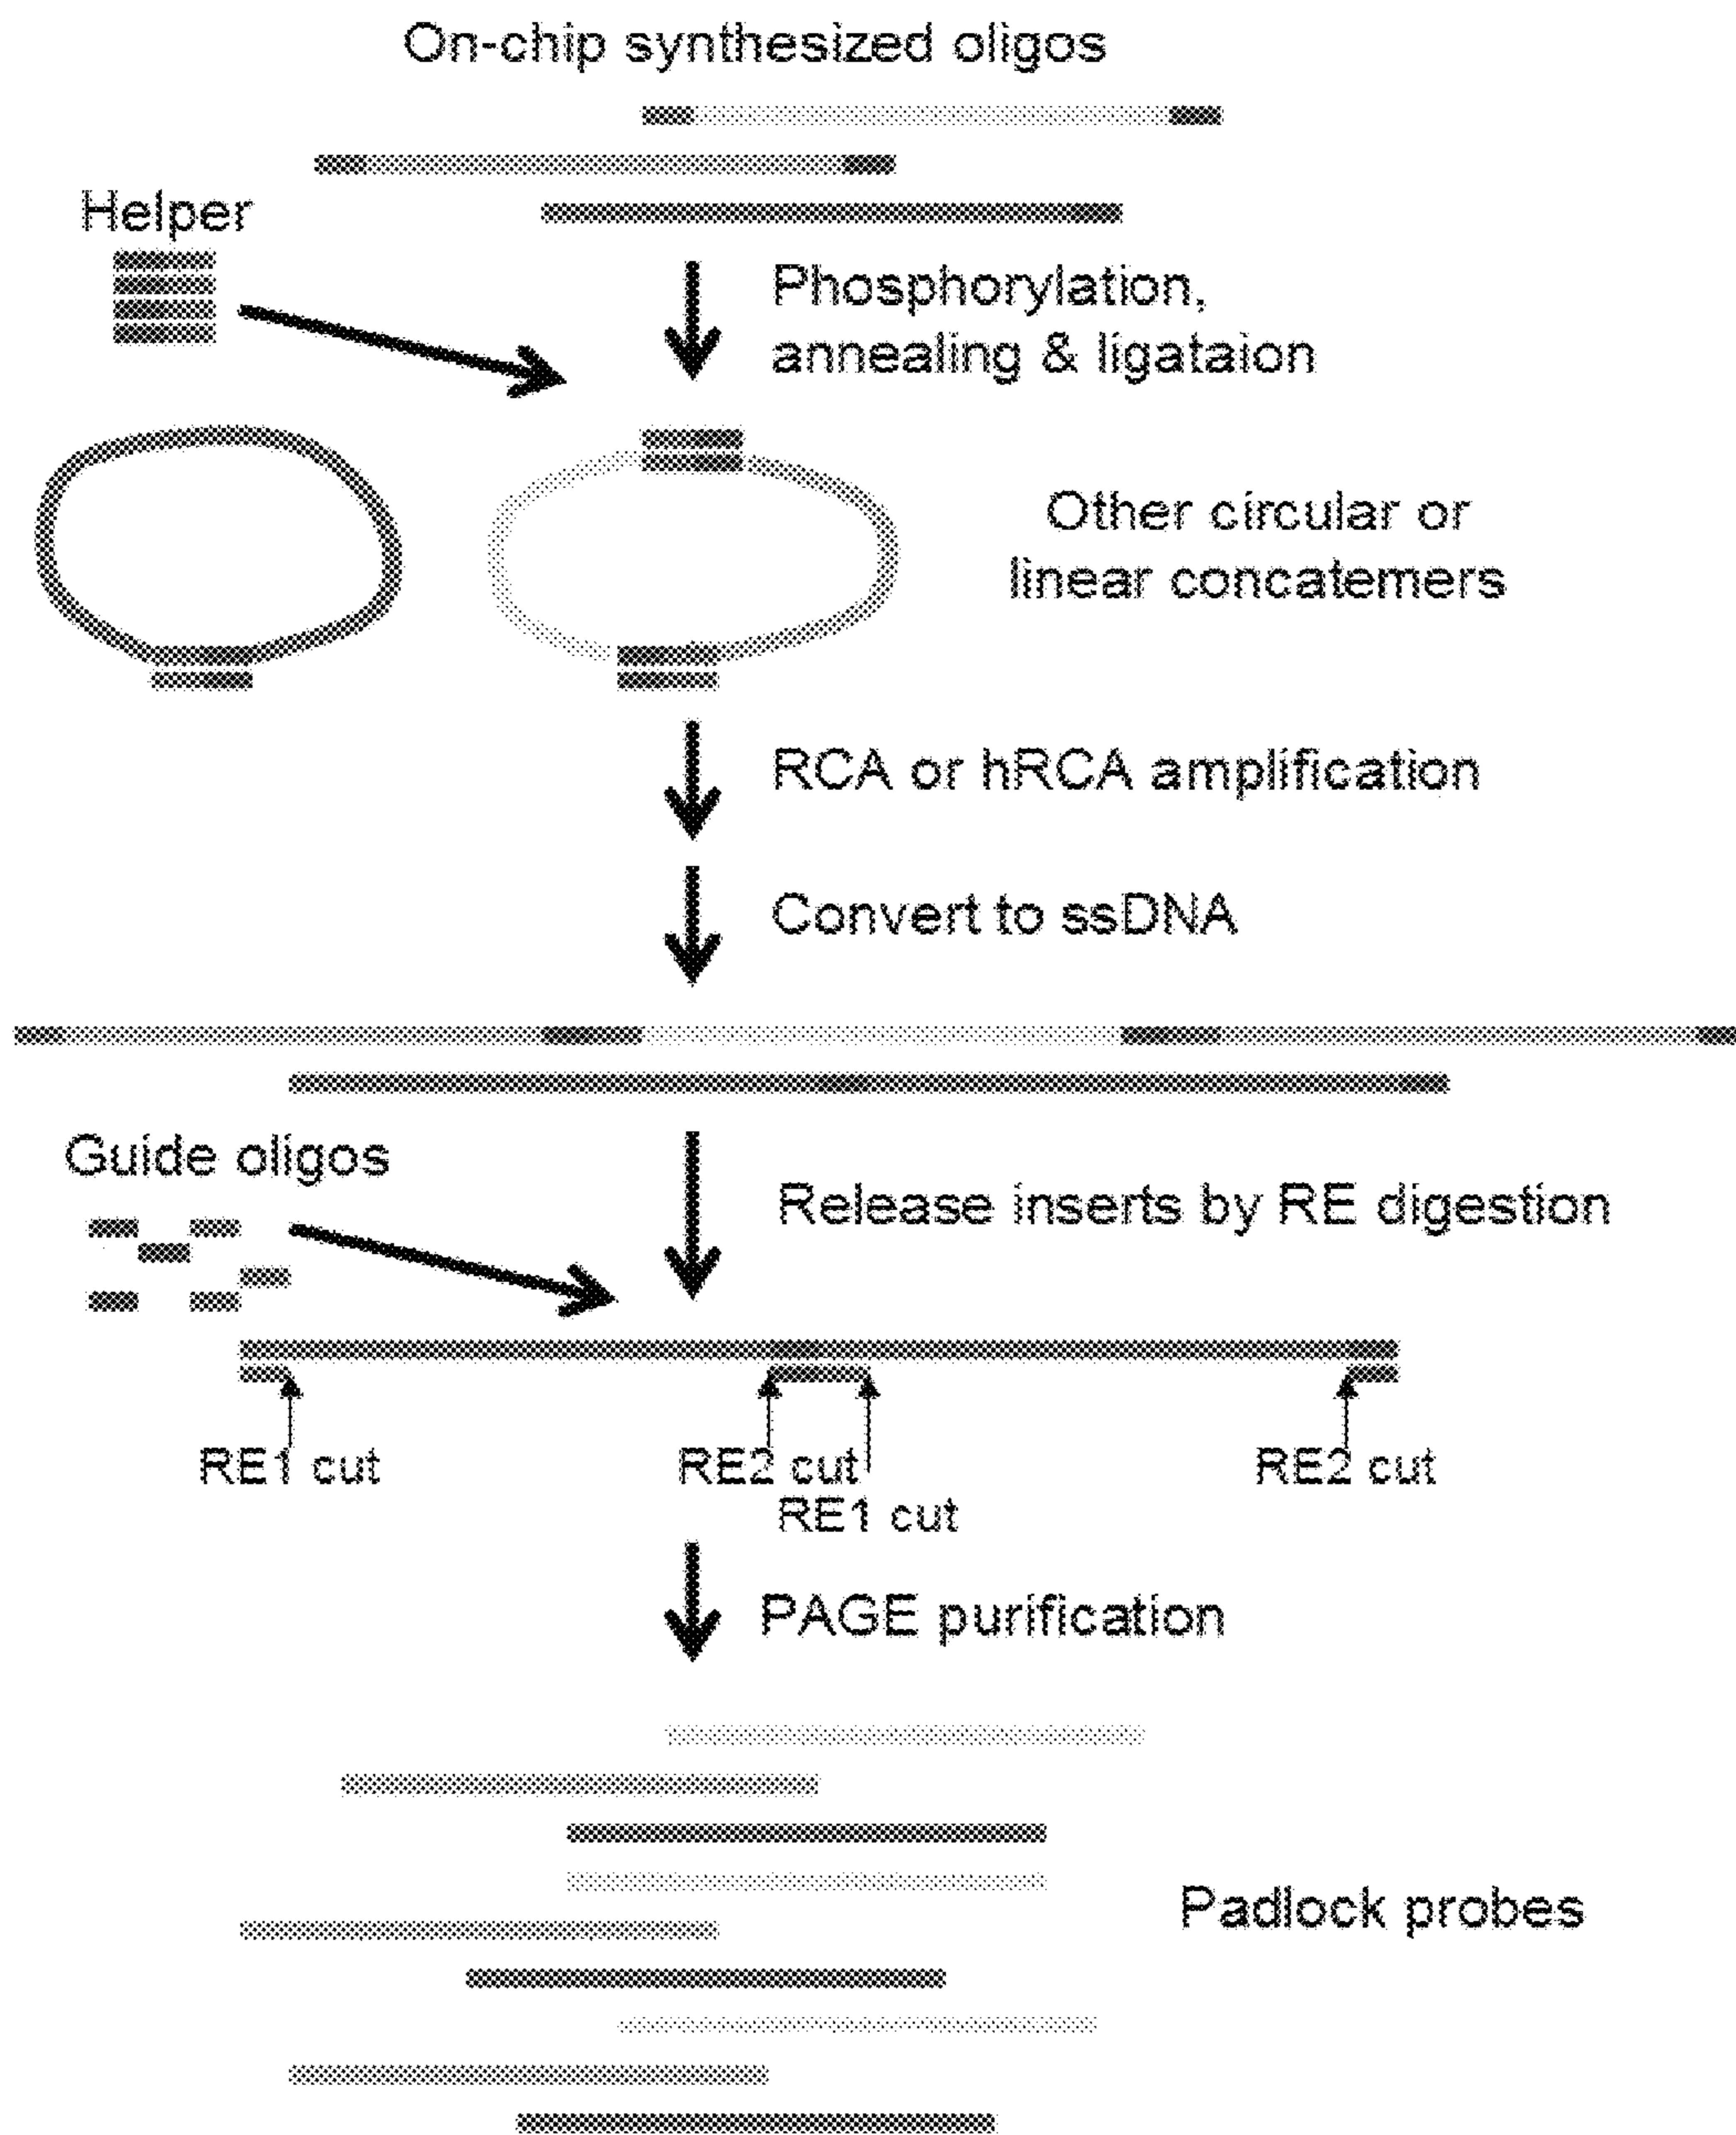 On-chip synthesized oligos
Helper
Phosphorylation,
annealing & ligataion
Other circular or
linear concatemers
RCA or hRCA amplification
Convert to ssDNA
Guide oligos
Release inserts by RE digestion
RE1 cut
RE2 cut
RE2 cut
RE1 cut
PAGE purification
Padlock probes